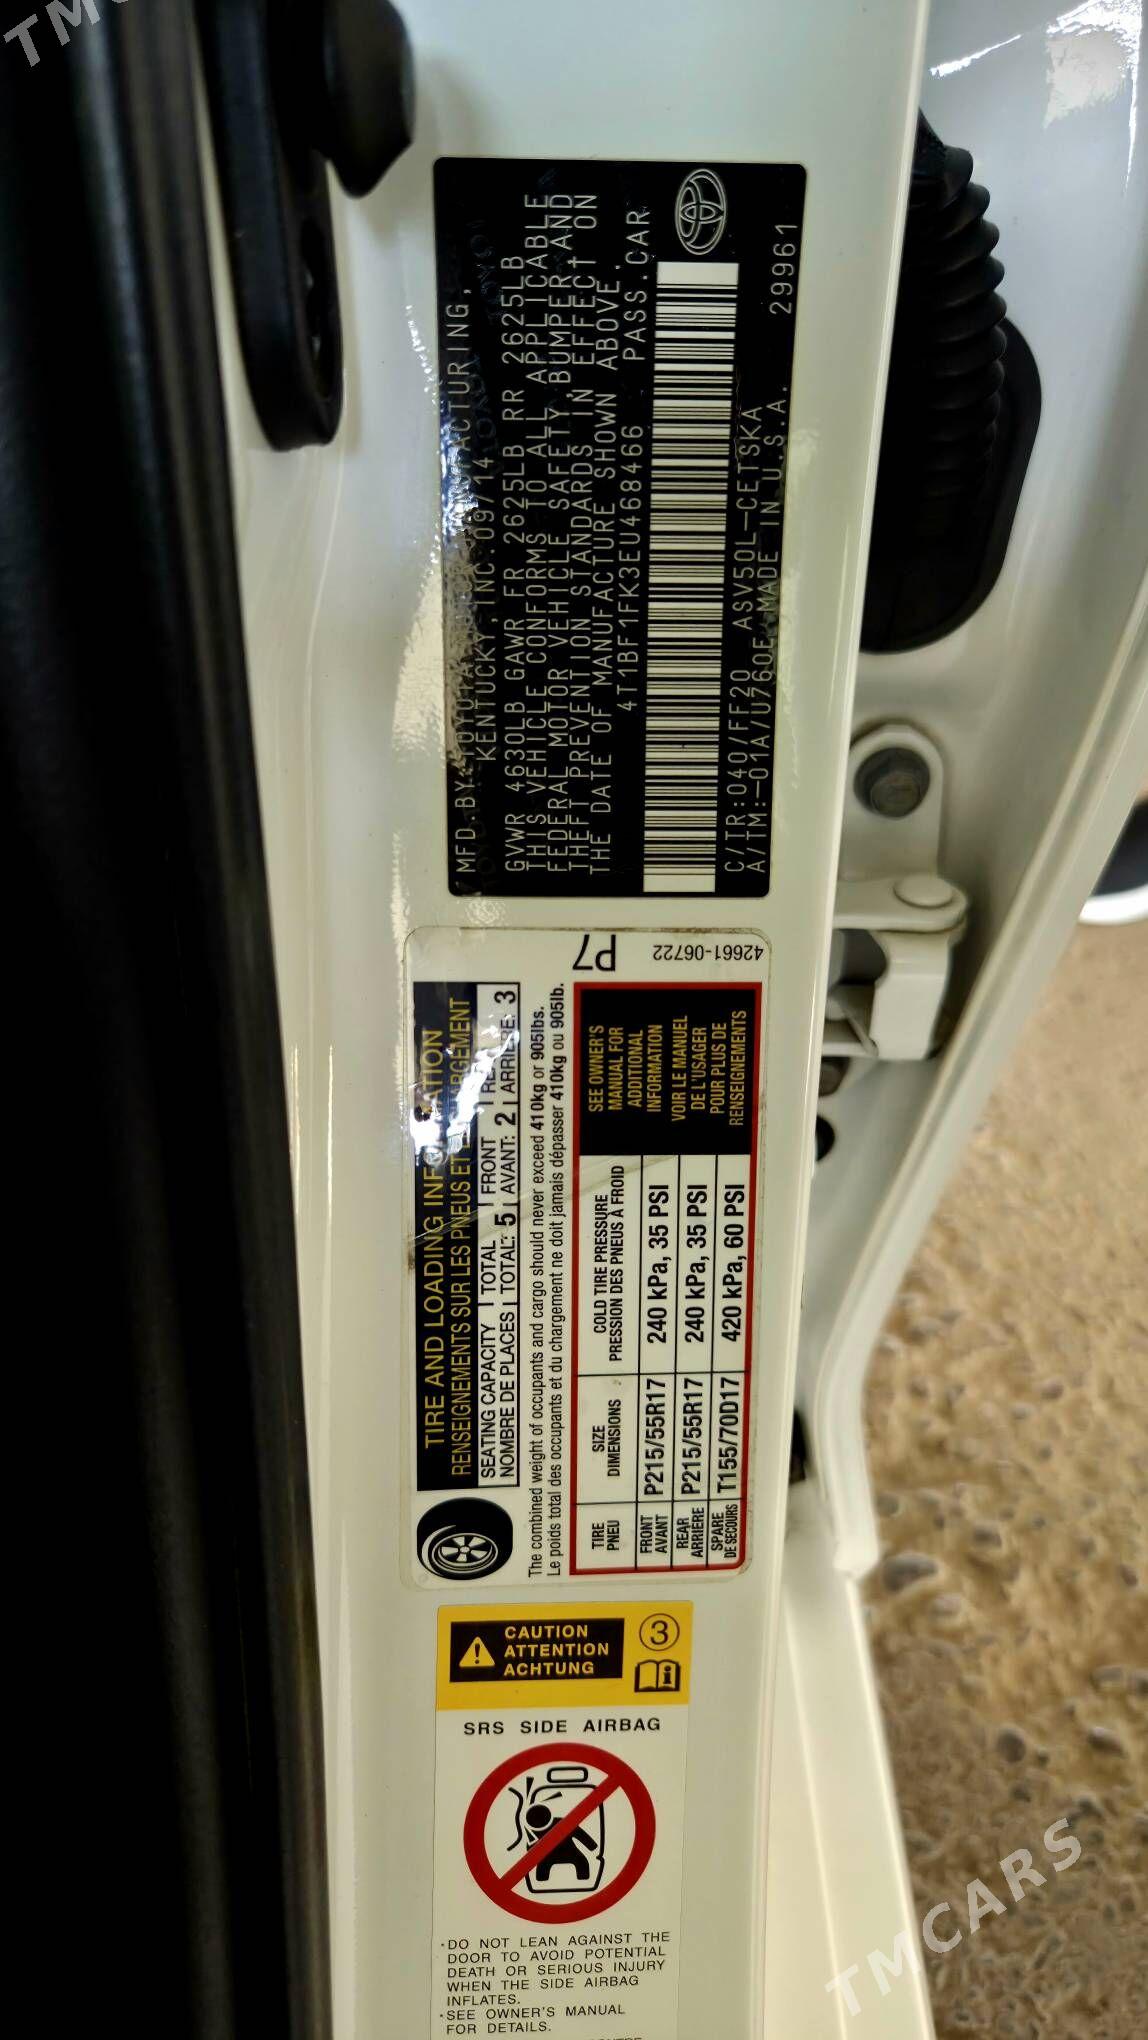 TMC
MFD.BY:TOYOTA MOTOR MANUFACTURING,
KENTUCKY,INC.09/14
GVWR 4630LB GAWR FR 2625LB RR 2625LB
THIS VEHICLE CONFORMS TO ALL APPLICABLE
FEDERAL MOTOR VEHICLE SAFETY,BUMPER,AND
THEFT PREVENTION STANDARDS IN EFFECT ON
THE DATE OF MANUFACTURE SHOWN ABOVE.
4T1BF1FK3EU468466 PASS.CAR
C/TR:040/FF20 ASV50L-CETSKA
A/TM:-01A/U760E MADE IN U.S.A. 29961
TIRE AND LOADING INFORMATION
RENSEIGNEMENTS SUR LES PNEUS ET LE CHARGEMENT
SEATING CAPACITY | TOTAL | FRONT | REAR
NOMBRE DE PLACES | TOTAL: 5 | AVANT: 2 | ARRIERE: 3
The combined weight of occupants and cargo should never exceed 410kg or 905lbs.
Le poids total des occupants et du chargement ne doit jamais dépasser 410kg ou 905lb.
P7
42661-06722
TIRE SIZE COLD TIRE PRESSURE
PNEU DIMENSIONS PRESSION DES PNEUS À FROID
FRONT
AVANT P215/55R17 240 kPa, 35 PSI
REAR
ARRIERE P215/55R17 240 kPa, 35 PSI
SPARE
DE SECOURS T155/70D17 420 kPa, 60 PSI
SEE OWNER'S
MANUAL FOR
ADDITIONAL
INFORMATION
VOIR LE MANUEL
DE L'USAGER
POUR PLUS DE
RENSEIGNEMENTS
CAUTION
ATTENTION
ACHTUNG
3
SRS SIDE AIRBAG
·DO NOT LEAN AGAINST THE
DOOR TO AVOID POTENTIAL
DEATH OR SERIOUS INJURY
WHEN THE SIDE AIRBAG
INFLATES.
·SEE OWNER'S MANUAL
FOR DETAILS.
TMCARS